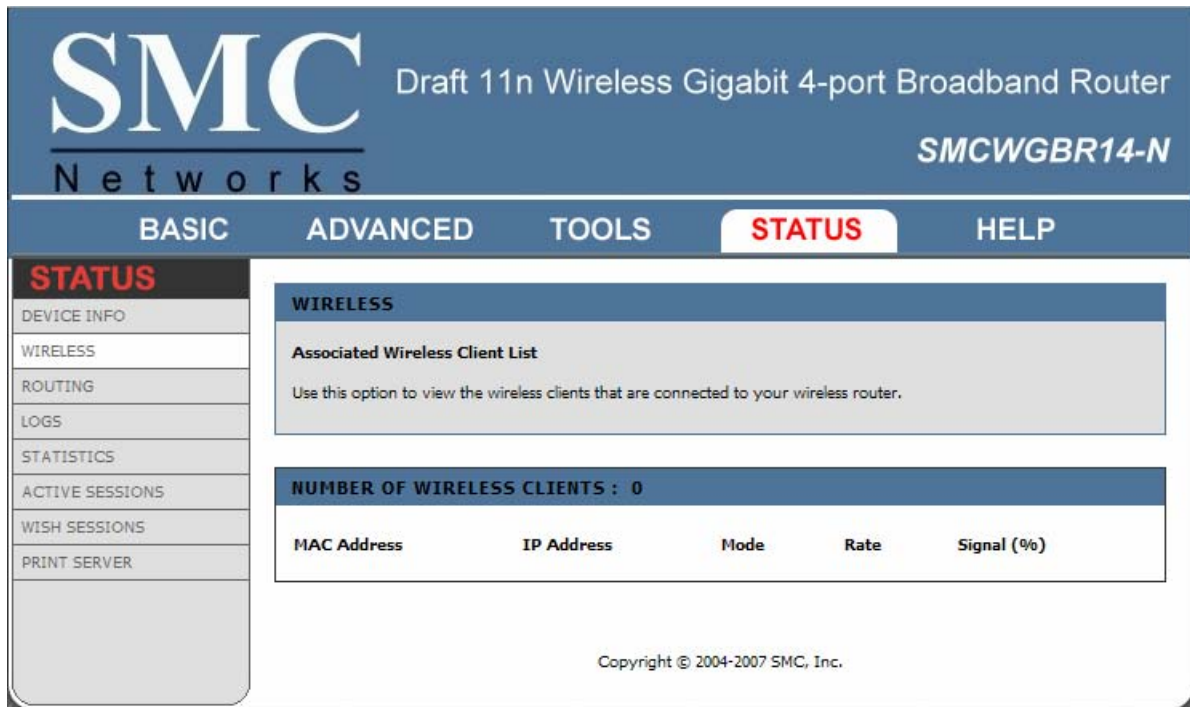 SMC
Networks
Draft 11n Wireless Gigabit 4-port Broadband Router
SMCWGBR14-N
BASIC ADVANCED TOOLS STATUS HELP
STATUS
DEVICE INFO
WIRELESS
ROUTING
LOGS
STATISTICS
ACTIVE SESSIONS
WISH SESSIONS
PRINT SERVER
WIRELESS
Associated Wireless Client List
Use this option to view the wireless clients that are connected to your wireless router.
NUMBER OF WIRELESS CLIENTS : 0
MAC Address IP Address Mode Rate Signal (%)
Copyright © 2004-2007 SMC, Inc.